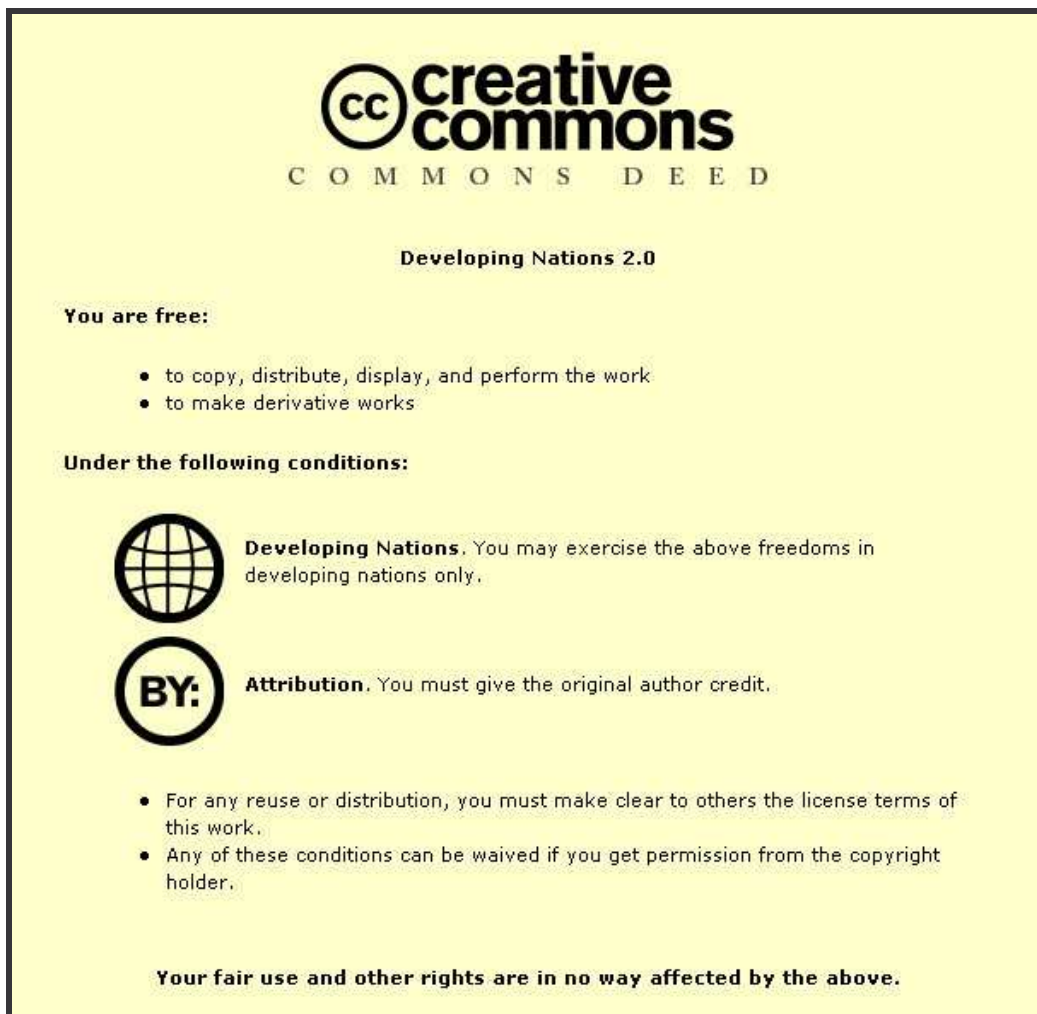 cc creative
commons
COMMONS DEED
Developing Nations 2.0
You are free:
• to copy, distribute, display, and perform the work
• to make derivative works
Under the following conditions:
Developing Nations. You may exercise the above freedoms in
developing nations only.
BY:
Attribution. You must give the original author credit.
• For any reuse or distribution, you must make clear to others the license terms of
this work.
• Any of these conditions can be waived if you get permission from the copyright
holder.
Your fair use and other rights are in no way affected by the above.